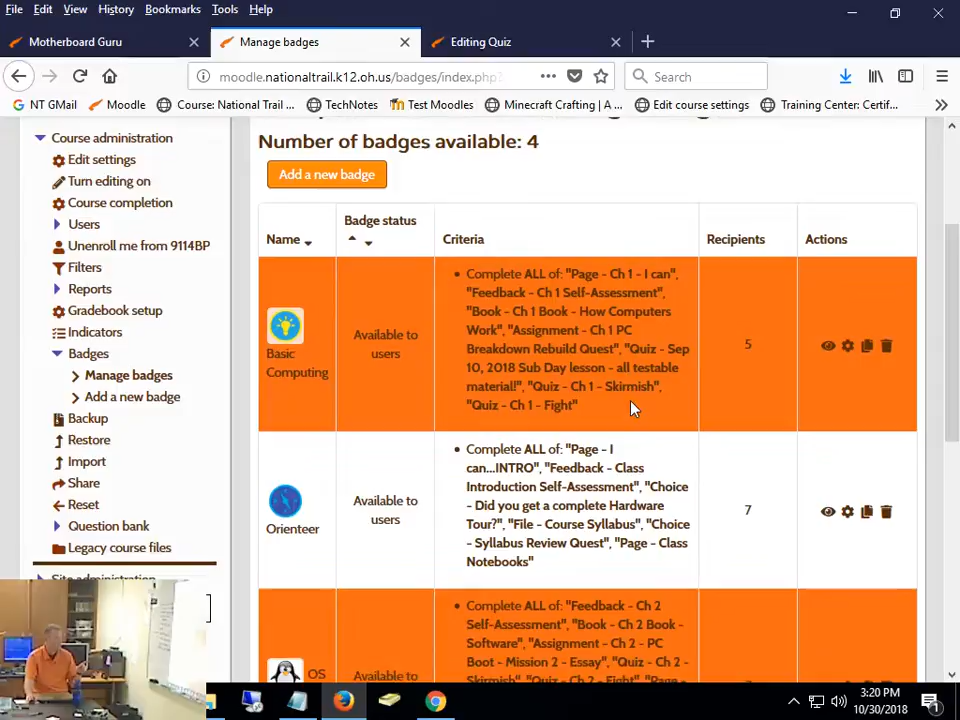 File Edit View History Bookmarks Tools Help
Motherboard Guru
Manage badges
Editing Quiz
moodle.nationaltrail.k12.oh.us/badges/index.php?
Search
NT GMail Moodle Course: National Trail ... TechNotes Test Moodles Minecraft Crafting | A ... Edit course settings Training Center: Certif...
Course administration
Edit settings
Turn editing on
Course completion
Users
Unenroll me from 9114BP
Filters
Reports
Gradebook setup
Indicators
Badges
Manage badges
Add a new badge
Backup
Restore
Import
Share
Reset
Question bank
Legacy course files
Site administration
Number of badges available: 4
Add a new badge
Name Badge status Criteria Recipients Actions
Basic
Computing
Available to
users
Complete ALL of: "Page - Ch 1 - I can",
"Feedback - Ch 1 Self-Assessment",
"Book - Ch 1 Book - How Computers
Work", "Assignment - Ch 1 PC
Breakdown Rebuild Quest", "Quiz - Sep
10, 2018 Sub Day lesson - all testable
material!", "Quiz - Ch 1 - Skirmish",
"Quiz - Ch 1 - Fight"
5
Orienteer
Available to
users
Complete ALL of: "Page - I
can...INTRO", "Feedback - Class
Introduction Self-Assessment", "Choice
- Did you get a complete Hardware
Tour?", "File - Course Syllabus", "Choice
- Syllabus Review Quest", "Page - Class
Notebooks"
7
OS
Available to
Complete ALL of: "Feedback - Ch 2
Self-Assessment", "Book - Ch 2 Book -
Software", "Assignment - Ch 2 - PC
Boot - Mission 2 - Essay", "Quiz - Ch 2 -
Skirmish", "Quiz - Ch 2 - Fight", "Page -
3:20 PM
10/30/2018
1